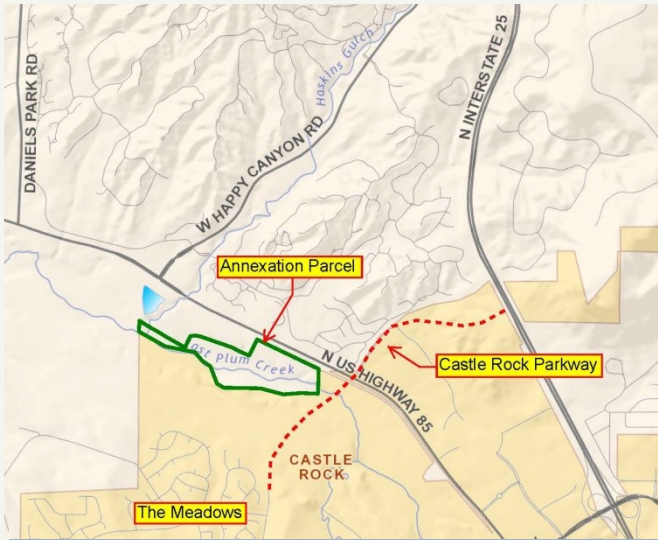 Haskins Gulch
N INTERSTATE 25
DANIELS PARK RD
W HAPPY CANYON RD
Annexation Parcel
East Plum Creek
N US HIGHWAY 85
Castle Rock Parkway
CASTLE
ROCK
The Meadows